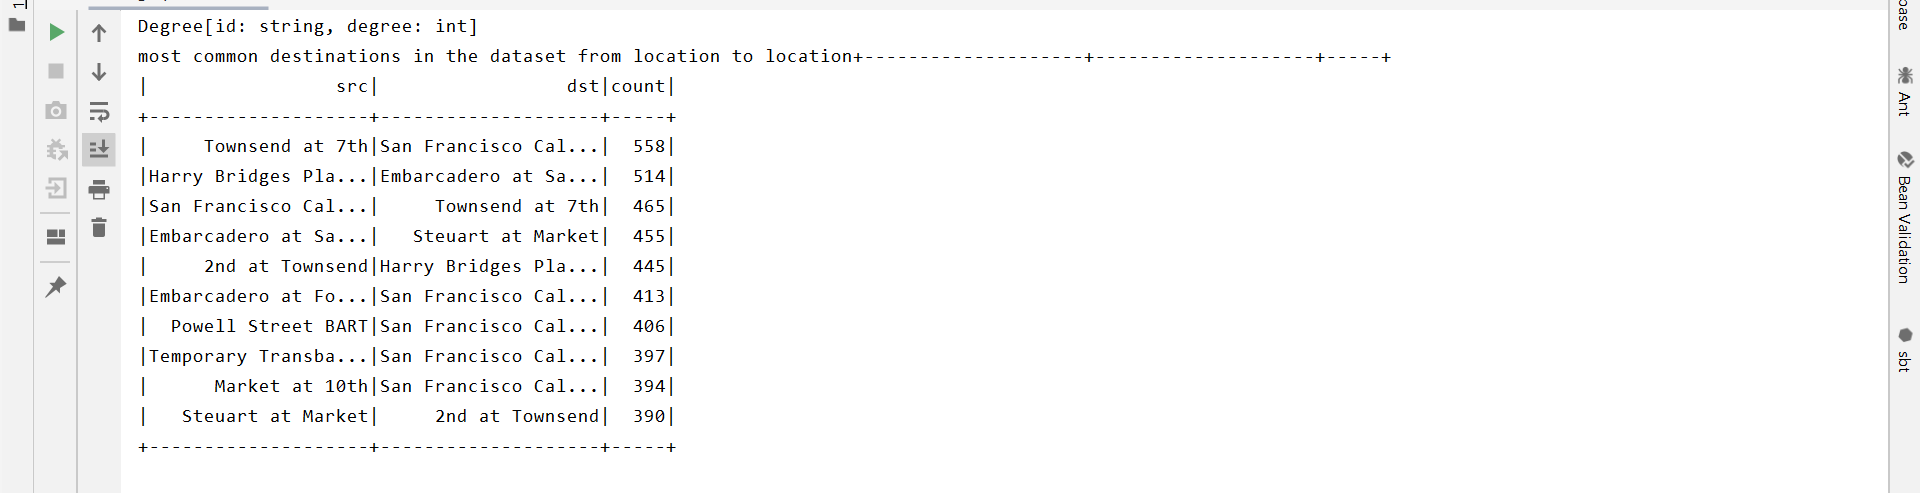 Degree[id: string, degree: int]
most common destinations in the dataset from location to location+--------------------+--------------------+-----+
|                 src|                 dst|count|
+--------------------+--------------------+-----+
|     Townsend at 7th|San Francisco Cal...|  558|
|Harry Bridges Pla...|Embarcadero at Sa...|  514|
|San Francisco Cal...|     Townsend at 7th|  465|
|Embarcadero at Sa...|   Steuart at Market|  455|
|     2nd at Townsend|Harry Bridges Pla...|  445|
|Embarcadero at Fo...|San Francisco Cal...|  413|
|  Powell Street BART|San Francisco Cal...|  406|
|Temporary Transba...|San Francisco Cal...|  397|
|      Market at 10th|San Francisco Cal...|  394|
|   Steuart at Market|     2nd at Townsend|  390|
+--------------------+--------------------+-----+
Ant
Bean Validation
sbt